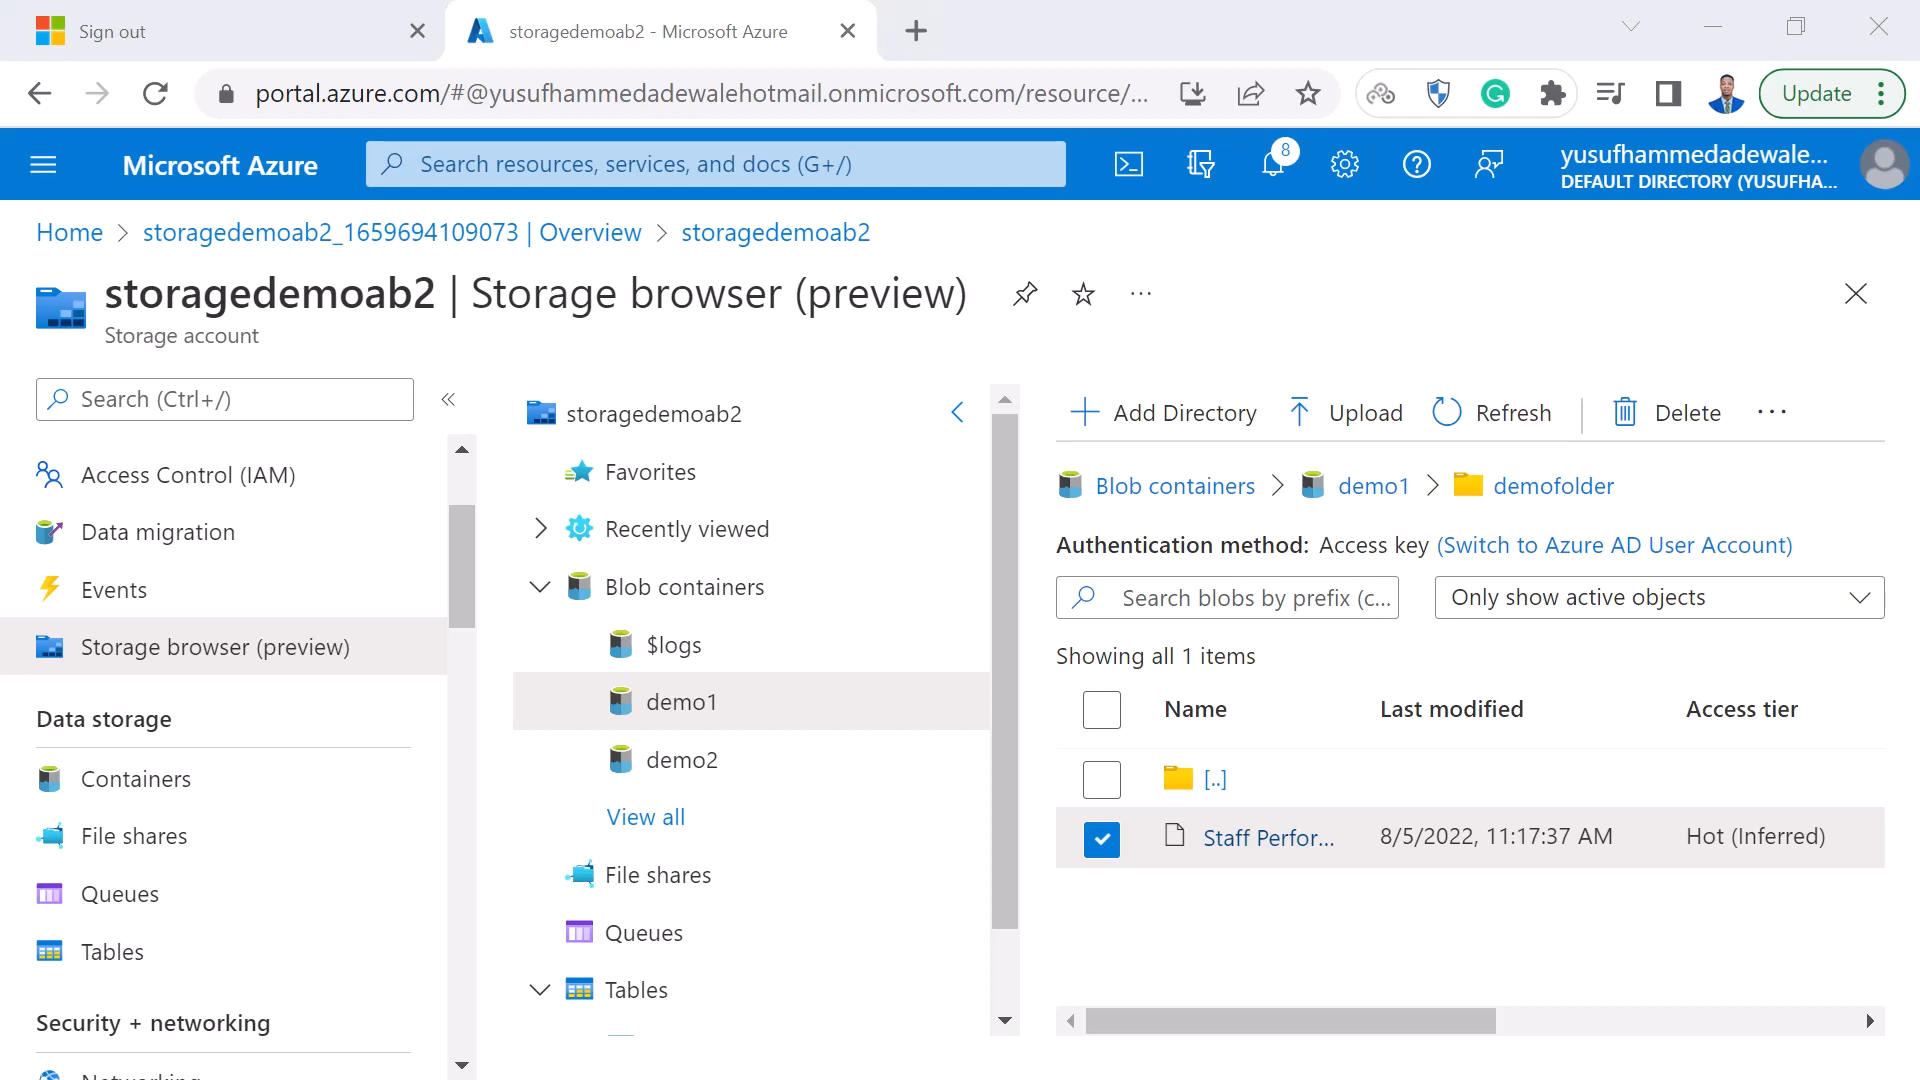 Sign out
storagedemoab2 - Microsoft Azure
portal.azure.com/#@yusufhammedadewalehotmail.onmicrosoft.com/resource/...
Update
Microsoft Azure
Search resources, services, and docs (G+/)
8
yusufhammedadewale...
DEFAULT DIRECTORY (YUSUFHA...
Home > storagedemoab2_1659694109073 | Overview > storagedemoab2
storagedemoab2 | Storage browser (preview)
...
Storage account
Search (Ctrl+/)
«
Access Control (IAM)
Data migration
Events
Storage browser (preview)
Data storage
Containers
File shares
Queues
Tables
Security + networking
Networking
storagedemoab2
Favorites
Recently viewed
Blob containers
$logs
demo1
demo2
View all
File shares
Queues
Tables
Add Directory
Upload
Refresh
Delete
...
Blob containers > demo1 > demofolder
Authentication method: Access key (Switch to Azure AD User Account)
Search blobs by prefix (c...
Only show active objects
Showing all 1 items
Name Last modified Access tier
[..]
Staff Perfor... 8/5/2022, 11:17:37 AM Hot (Inferred)